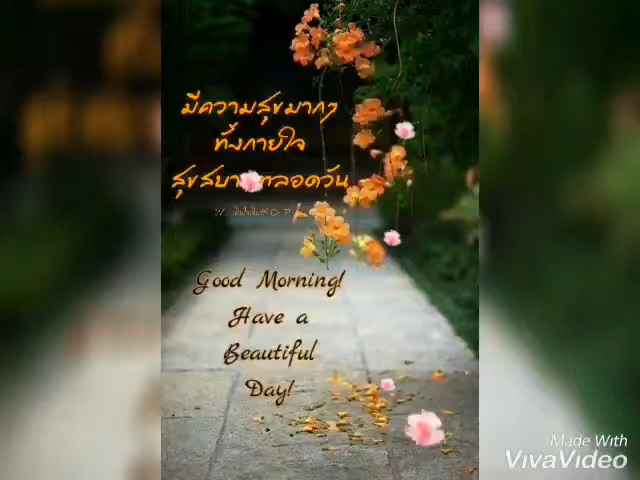 มีความสุขมากๆ
ทั้งกายใจ
สุขสบาย ตลอดวัน
Good Morning!
Have a
Beautiful
Day!
Made With
VivaVideo